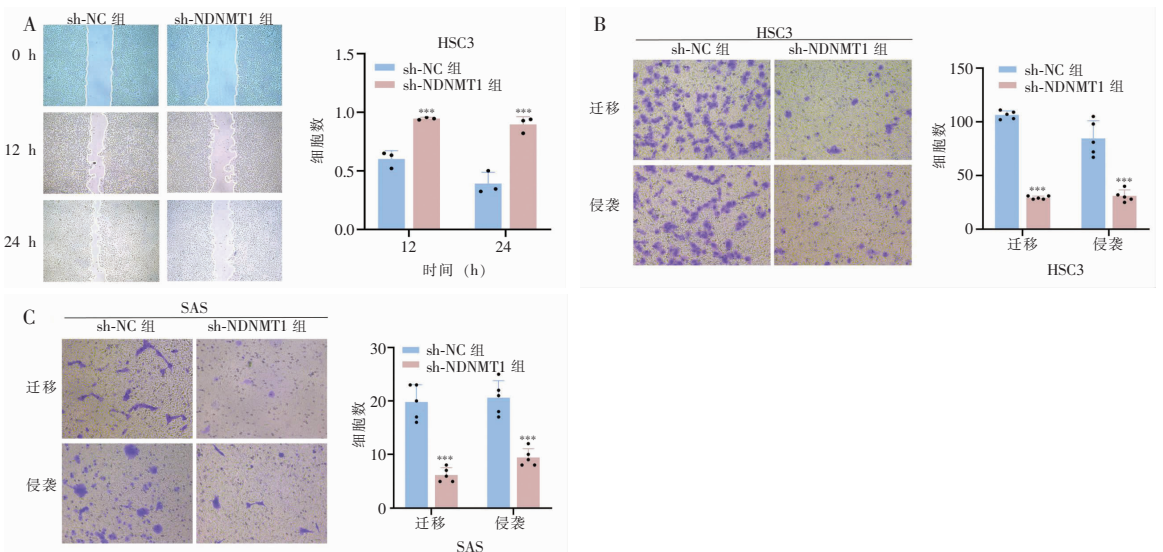 A
sh-NC 组
sh-NDNMT1 组
0 h
12 h
24 h
HSC3
sh-NC 组
sh-NDNMT1 组
细胞数
1.5
1.0
0.5
0.0
***
***
12
24
时间 (h)
B
HSC3
sh-NC 组
sh-NDNMT1 组
迁移
侵袭
sh-NC 组
sh-NDNMT1 组
细胞数
150
100
50
0
***
***
迁移
侵袭
HSC3
C
SAS
sh-NC 组
sh-NDNMT1 组
迁移
侵袭
sh-NC 组
sh-NDNMT1 组
细胞数
30
20
10
0
***
***
迁移
侵袭
SAS